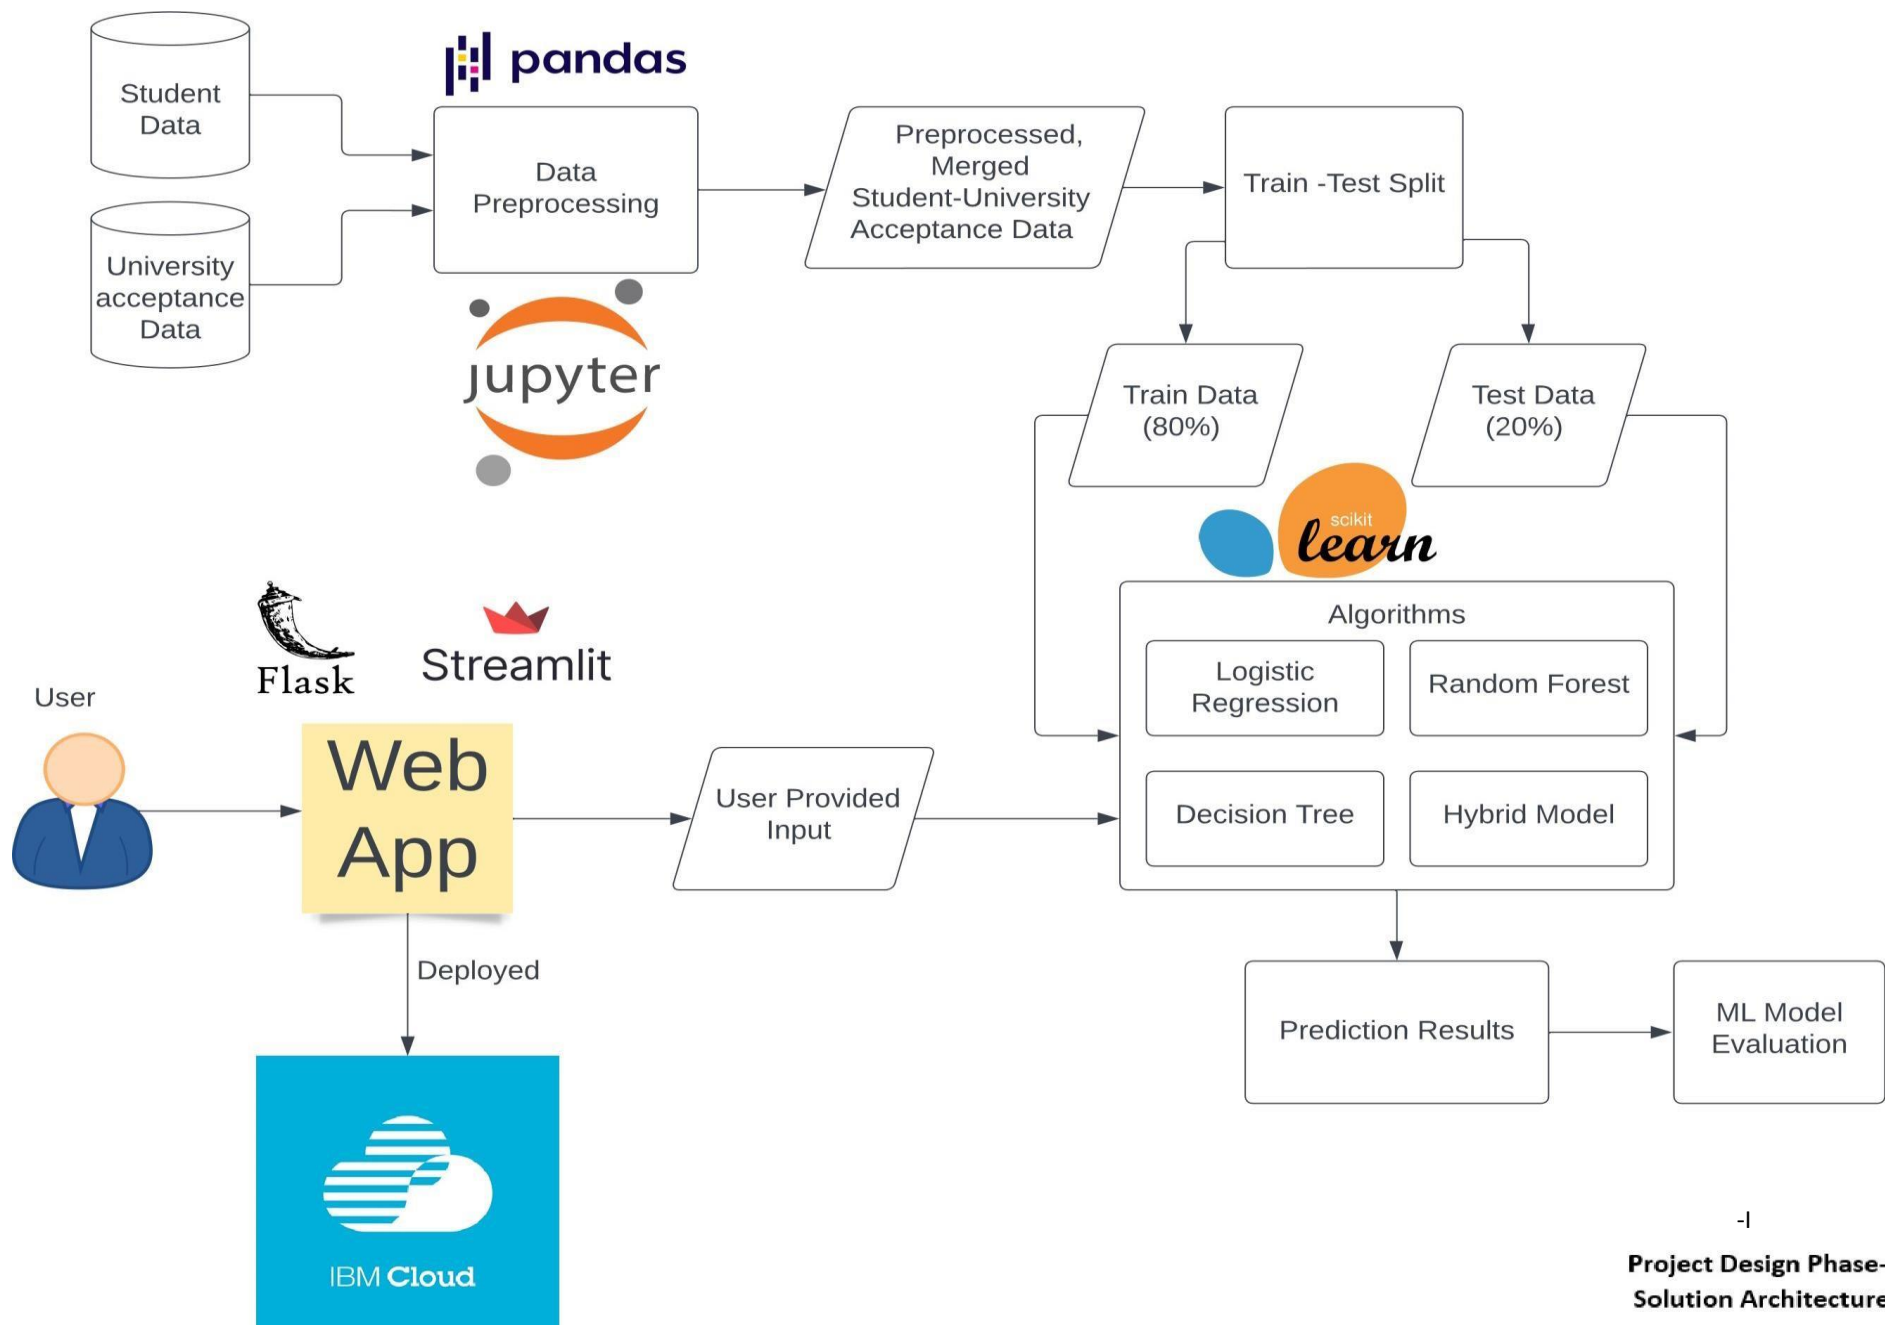 Student
Data
pandas
Data
Preprocessing
Preprocessed,
Merged
Student-University
Acceptance Data
Train -Test Split
University
acceptance
Data
jupyter
Train Data
(80%)
Test Data
(20%)
scikit
learn
Algorithms
Logistic
Regression
Random Forest
Decision Tree
Hybrid Model
User
Flask
Streamlit
Web
App
User Provided
Input
Deployed
IBM Cloud
Prediction Results
ML Model
Evaluation
-I
Project Design Phase-
Solution Architecture